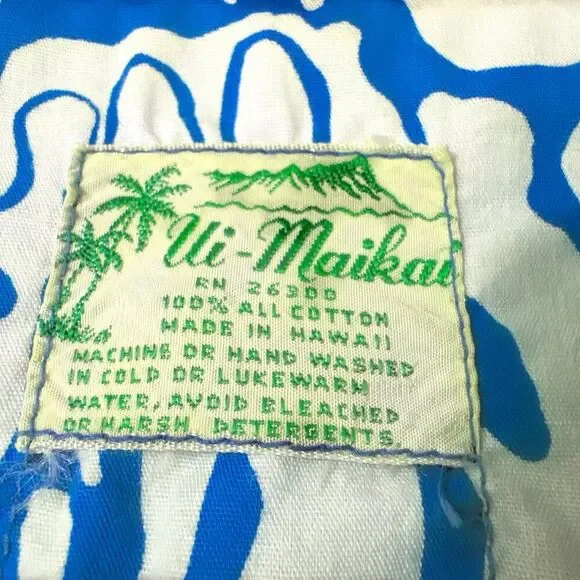 Ui-Maikai
RN 26300
100% ALL COTTON
MADE IN HAWAII
MACHINE OR HAND WASHED
IN COLD OR LUKEWARM
WATER, AVOID BLEACHED
OR HARSH DETERGENTS.